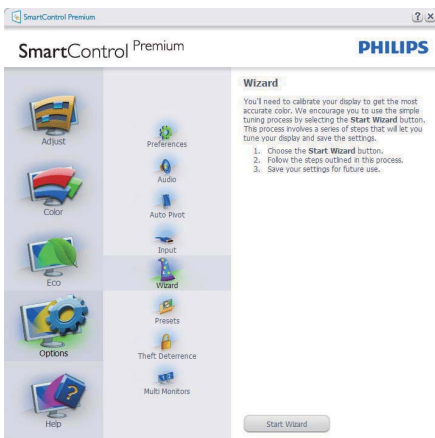 SmartControl Premium
SmartControl Premium
PHILIPS
Adjust
Color
Eco
Options
Help
Preferences
Audio
Auto Pivot
Input
Wizard
Presets
Theft Deterrence
Multi Monitors
Wizard
You'll need to calibrate your display to get the most
accurate color. We encourage you to use the simple
tuning process by selecting the Start Wizard button.
This process involves a series of steps that will let you
tune your display and save the settings.
1. Choose the Start Wizard button.
2. Follow the steps outlined in this process.
3. Save your settings for future use.
Start Wizard